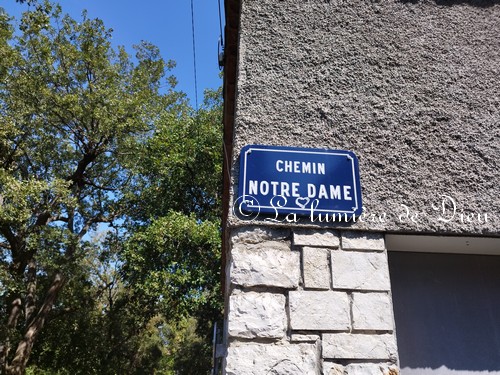 CHEMIN
NOTRE DAME
© La lumière de Dieu